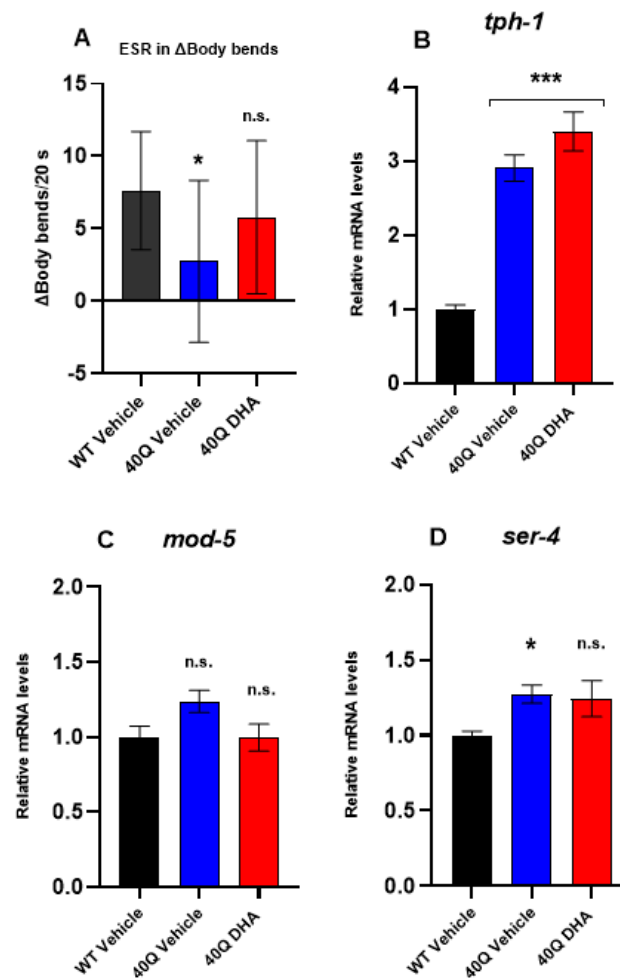 A
ESR in ΔBody bends
15
10
5
0
-5
ΔBody bends/20 s
*
n.s.
WT Vehicle
40Q Vehicle
40Q DHA
B
tph-1
4
3
2
1
0
Relative mRNA levels
***
WT Vehicle
40Q Vehicle
40Q DHA
C
mod-5
2.0
1.5
1.0
0.5
0.0
Relative mRNA levels
n.s.
n.s.
WT Vehicle
40Q Vehicle
40Q DHA
D
ser-4
2.0
1.5
1.0
0.5
0.0
Relative mRNA levels
*
n.s.
WT Vehicle
40Q Vehicle
40Q DHA